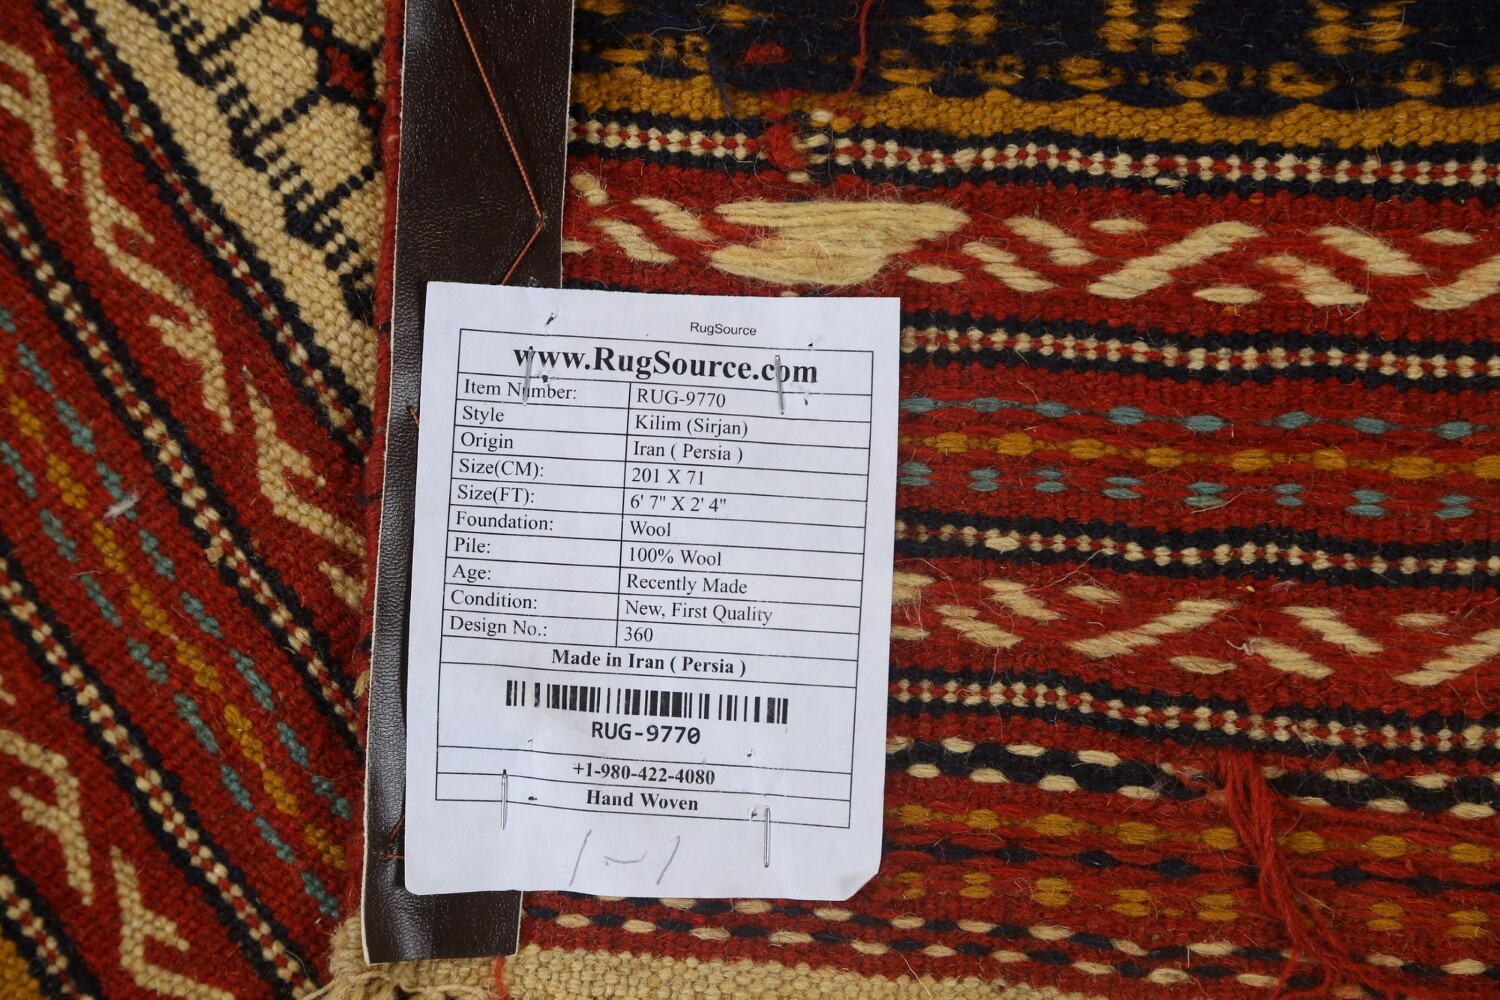 RugSource
www.RugSource.com
Item Number: RUG-9770
Style Kilim (Sirjan)
Origin Iran ( Persia )
Size(CM): 201 X 71
Size(FT): 6' 7" X 2' 4"
Foundation: Wool
Pile: 100% Wool
Age: Recently Made
Condition: New, First Quality
Design No.: 360
Made in Iran ( Persia )
RUG-9770
+1-980-422-4080
Hand Woven